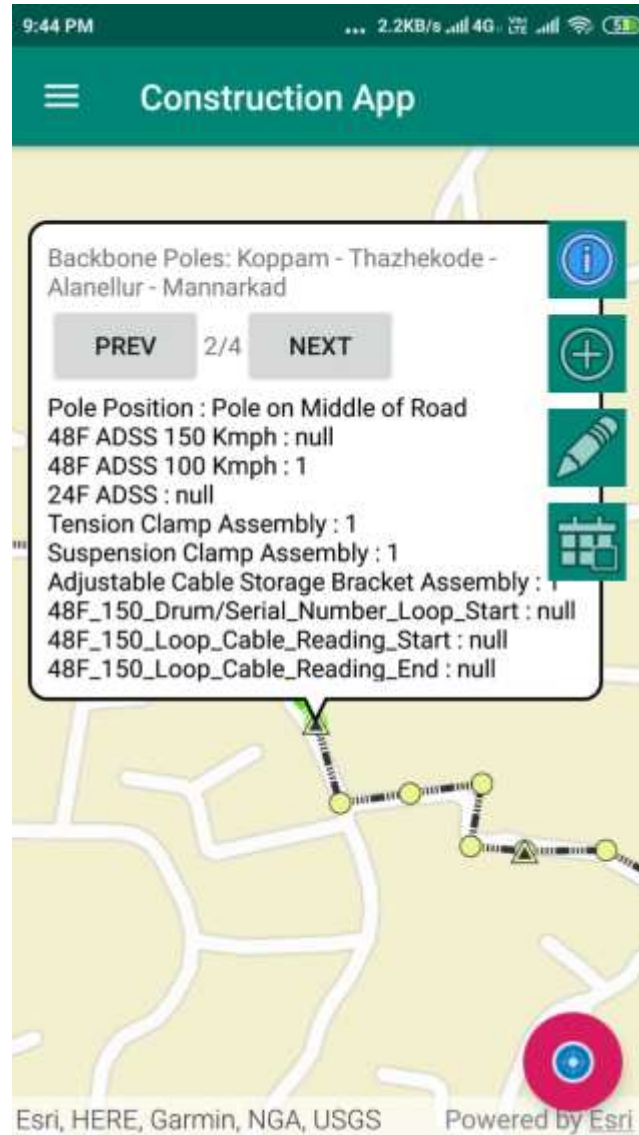 9:44 PM ... 2.2KB/s 4G VoLTE
Construction App
Backbone Poles: Koppam - Thazhekode -
Alanellur - Mannarkad
PREV 2/4 NEXT
Pole Position : Pole on Middle of Road
48F ADSS 150 Kmph : null
48F ADSS 100 Kmph : 1
24F ADSS : null
Tension Clamp Assembly : 1
Suspension Clamp Assembly : 1
Adjustable Cable Storage Bracket Assembly : 1
48F_150_Drum/Serial_Number_Loop_Start : null
48F_150_Loop_Cable_Reading_Start : null
48F_150_Loop_Cable_Reading_End : null
Esri, HERE, Garmin, NGA, USGS Powered by Esri